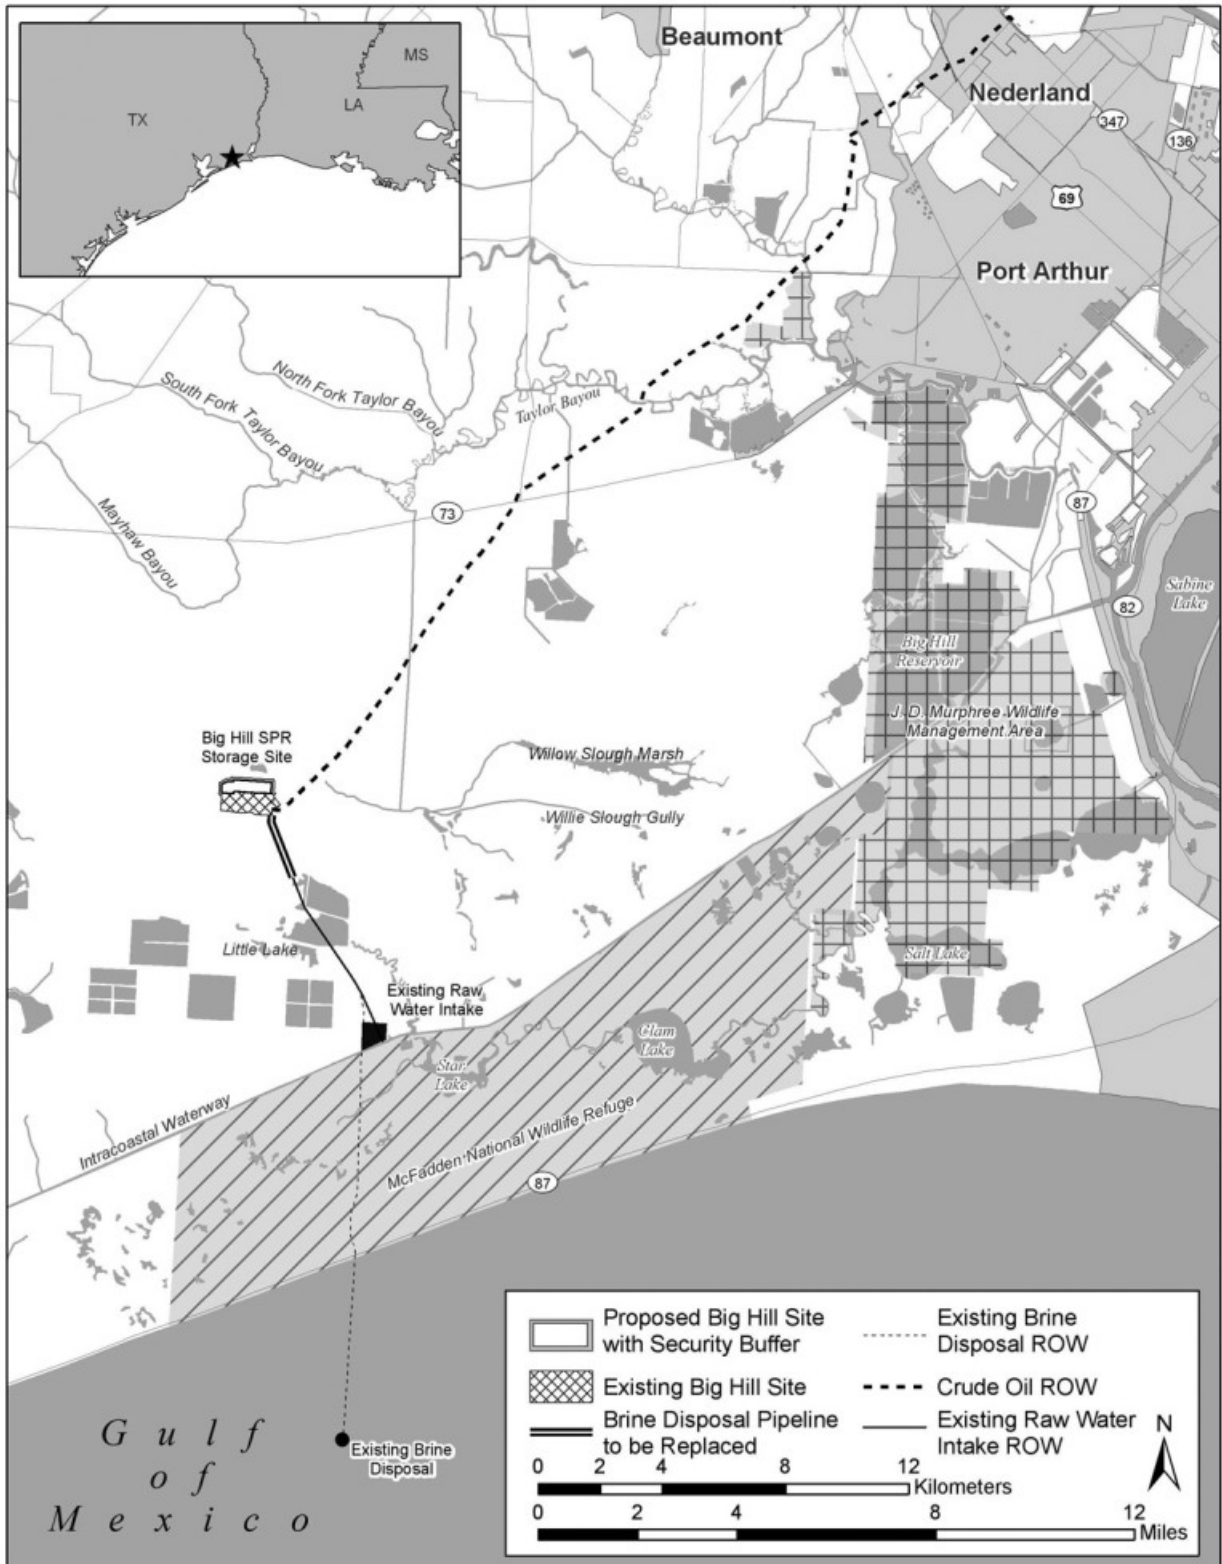 Beaumont
MS
TX
LA
Nederland
347
136
69
Port Arthur
North Fork Taylor Bayou
South Fork Taylor Bayou
Taylor Bayou
Mayhaw Bayou
73
87
Sabine
Lake
82
Big Hill
Reservoir
J. D. Murphree Wildlife
Management Area
Big Hill SPR
Storage Site
Willow Slough Marsh
Willie Slough Gully
Little Lake
Salt Lake
Existing Raw
Water Intake
Clam
Lake
Star
Lake
Intracoastal Waterway
McFadden National Wildlife Refuge
87
Gulf
of
Mexico
Existing Brine
Disposal
Proposed Big Hill Site
with Security Buffer
Existing Big Hill Site
Brine Disposal Pipeline
to be Replaced
Existing Brine
Disposal ROW
Crude Oil ROW
Existing Raw Water
Intake ROW
N
0 2 4 8 12
Kilometers
0 2 4 8 12
Miles